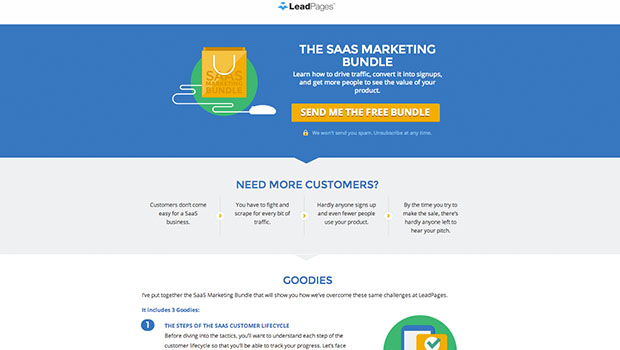 LeadPages
THE SAAS MARKETING
BUNDLE
Learn how to drive traffic, convert it into signups,
and get more people to see the value of your
product.
SAAS
MARKETING
BUNDLE
SEND ME THE FREE BUNDLE
We won't send you spam. Unsubscribe at any time.
NEED MORE CUSTOMERS?
Customers don't come
easy for a SaaS
business.
You have to fight and
scrape for every bit of
traffic.
Hardly anyone signs up
and even fewer people
use your product.
By the time you try to
make the sale, there's
hardly anyone left to
hear your pitch.
GOODIES
I've put together the SaaS Marketing Bundle that will show you how we've overcome these same challenges at LeadPages.
It includes 3 Goodies:
1 THE STEPS OF THE SAAS CUSTOMER LIFECYCLE
Before diving into the tactics, you'll want to understand each step of the
customer lifecycle so that you'll be able to track your progress. Let's face